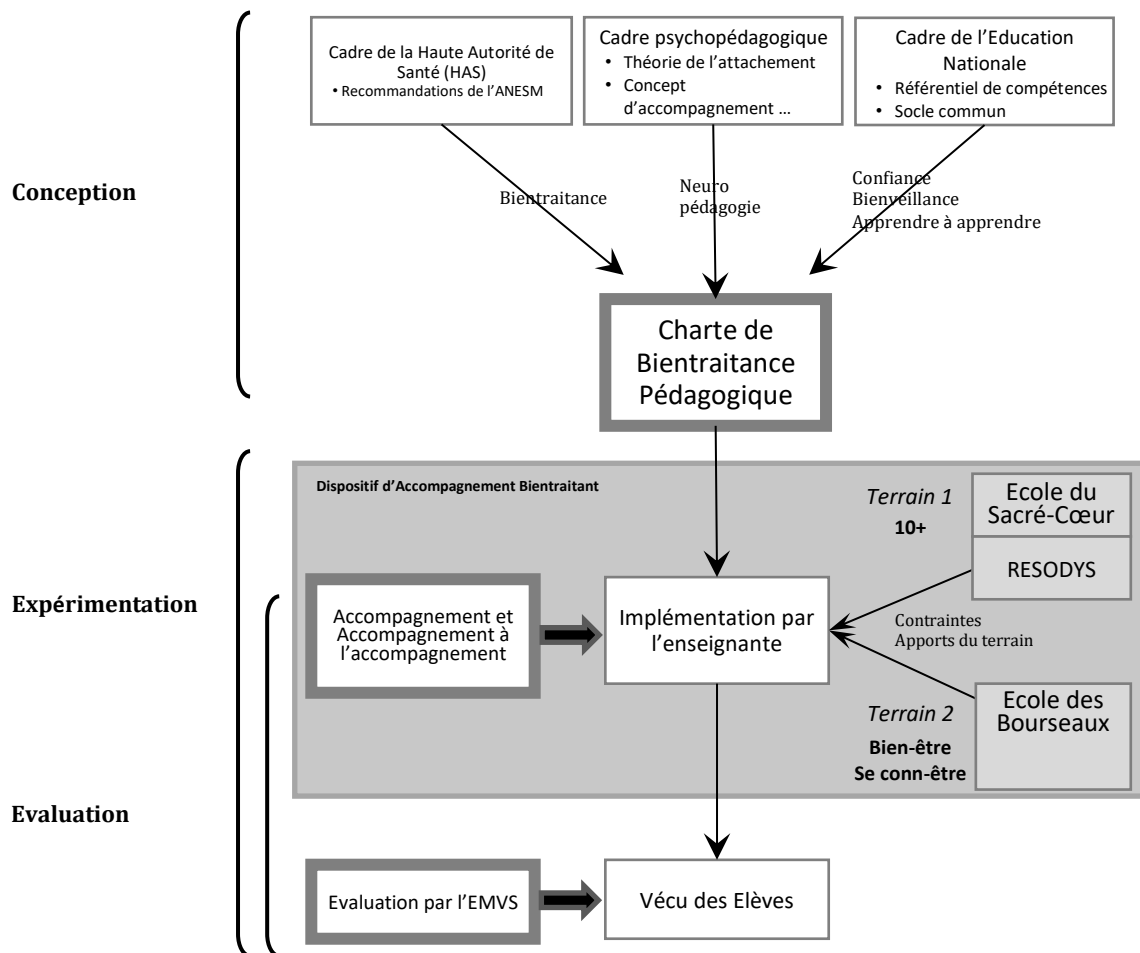 Cadre de la Haute Autorité de
Santé (HAS)
• Recommandations de l'ANESM
Cadre psychopédagogique
• Théorie de l'attachement
• Concept
d'accompagnement …
Cadre de l'Education
Nationale
• Référentiel de compétences
• Socle commun
Conception
Bientraitance
Neuro
pédagogie
Confiance
Bienveillance
Apprendre à apprendre
Charte de
Bientraitance
Pédagogique
Dispositif d'Accompagnement Bientraitant
Terrain 1
10+
Ecole du
Sacré-Cœur
RESODYS
Expérimentation
Accompagnement et
Accompagnement à
l'accompagnement
Implémentation par
l'enseignante
Contraintes
Apports du terrain
Terrain 2
Bien-être
Se conn-être
Ecole des
Bourseaux
Evaluation
Evaluation par l'EMVS
Vécu des Elèves